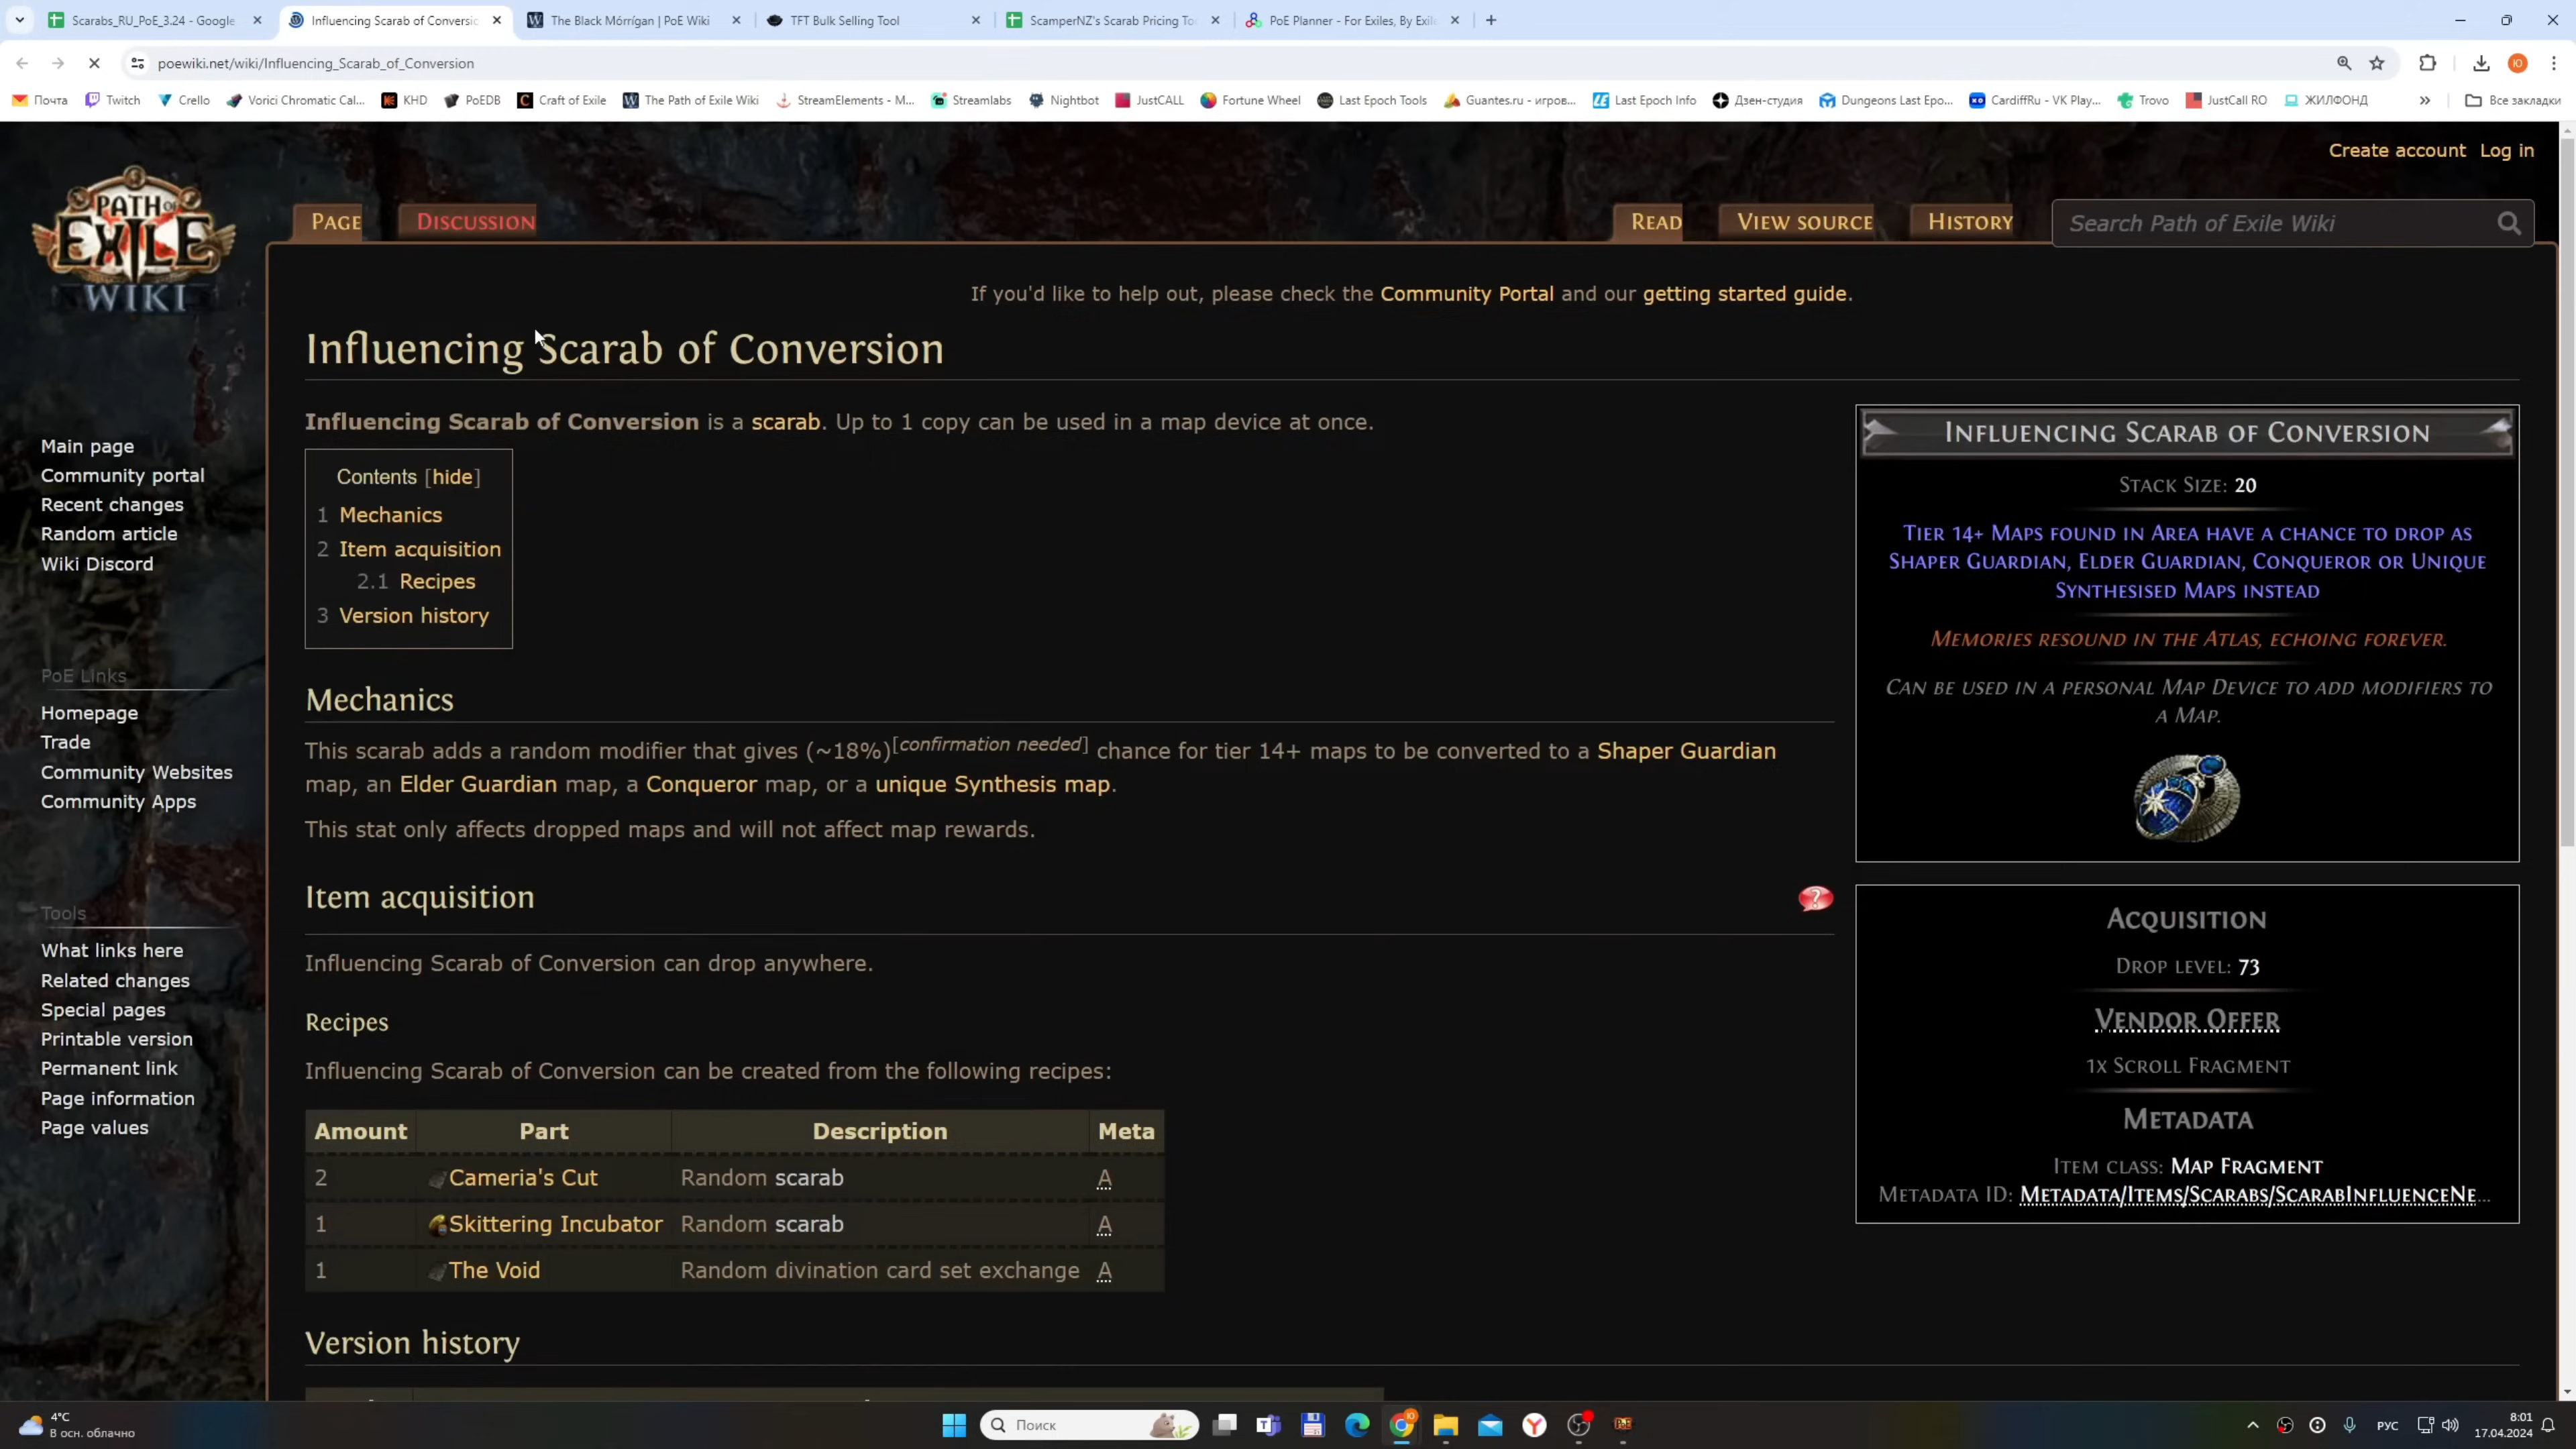 Scarabs_RU_PoE_3.24 - Google
Influencing Scarab of Conversio
The Black Mórrígan | PoE Wiki
TFT Bulk Selling Tool
ScamperNZ's Scarab Pricing To
PoE Planner - For Exiles, By Exil
poewiki.net/wiki/Influencing_Scarab_of_Conversion
Ю
Почта
Twitch
Crello
Vorici Chromatic Cal...
KHD
PoEDB
Craft of Exile
The Path of Exile Wiki
StreamElements - M...
Streamlabs
Nightbot
JustCALL
Fortune Wheel
Last Epoch Tools
Guantes.ru - игров...
Last Epoch Info
Дзен-студия
Dungeons Last Epo...
CardiffRu - VK Play...
Trovo
JustCall RO
ЖИЛФОНД
Все закладки
Create account Log in
PATH OF EXILE WIKI
Page
Discussion
Read
View source
History
Search Path of Exile Wiki
If you'd like to help out, please check the Community Portal and our getting started guide.
Influencing Scarab of Conversion
Influencing Scarab of Conversion is a scarab. Up to 1 copy can be used in a map device at once.
Contents [hide]
1 Mechanics
2 Item acquisition
2.1 Recipes
3 Version history
Mechanics
This scarab adds a random modifier that gives (~18%)[confirmation needed] chance for tier 14+ maps to be converted to a Shaper Guardian
map, an Elder Guardian map, a Conqueror map, or a unique Synthesis map.
This stat only affects dropped maps and will not affect map rewards.
Item acquisition
?
Influencing Scarab of Conversion can drop anywhere.
Recipes
Influencing Scarab of Conversion can be created from the following recipes:
Amount Part Description Meta
2 Cameria's Cut Random scarab A
1 Skittering Incubator Random scarab A
1 The Void Random divination card set exchange A
Version history
Main page
Community portal
Recent changes
Random article
Wiki Discord
PoE Links
Homepage
Trade
Community Websites
Community Apps
Tools
What links here
Related changes
Special pages
Printable version
Permanent link
Page information
Page values
Influencing Scarab of Conversion
Stack Size: 20
Tier 14+ Maps found in Area have a chance to drop as
Shaper Guardian, Elder Guardian, Conqueror or Unique
Synthesised Maps instead
Memories resound in the Atlas, echoing forever.
Can be used in a personal Map Device to add modifiers to
a Map.
Acquisition
Drop level: 73
Vendor Offer
1x Scroll Fragment
Metadata
Item class: Map Fragment
Metadata ID: Metadata/Items/Scarabs/ScarabInfluenceNe...
4°C
В осн. облачно
Поиск
РУС
8:01
17.04.2024